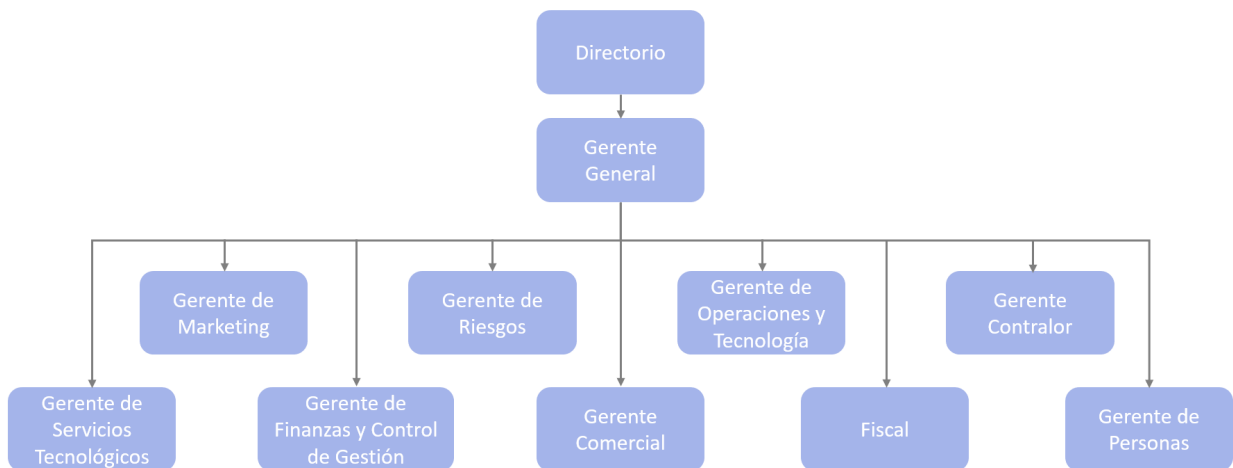 Directorio
Gerente
General
Gerente de
Marketing
Gerente de
Riesgos
Gerente de
Operaciones y
Tecnología
Gerente
Contralor
Gerente de
Servicios
Tecnológicos
Gerente de
Finanzas y Control
de Gestión
Gerente
Comercial
Fiscal
Gerente de
Personas